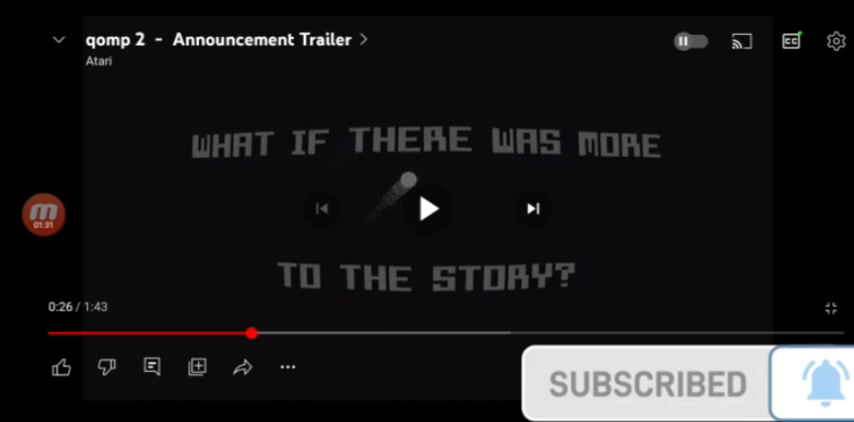 qomp 2 - Announcement Trailer
Atari
CC
WHAT IF THERE WAS MORE
01:31
TO THE STORY?
0:26 / 1:43
SUBSCRIBED